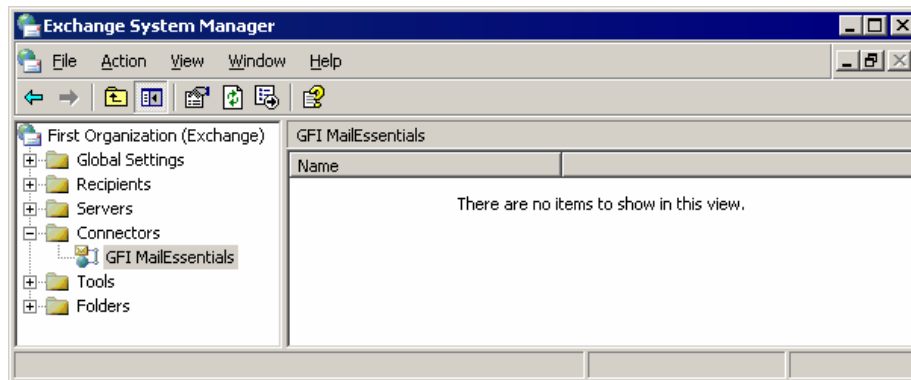 Exchange System Manager
File Action View Window Help
First Organization (Exchange)
Global Settings
Recipients
Servers
Connectors
GFI MailEssentials
Tools
Folders
GFI MailEssentials
Name
There are no items to show in this view.